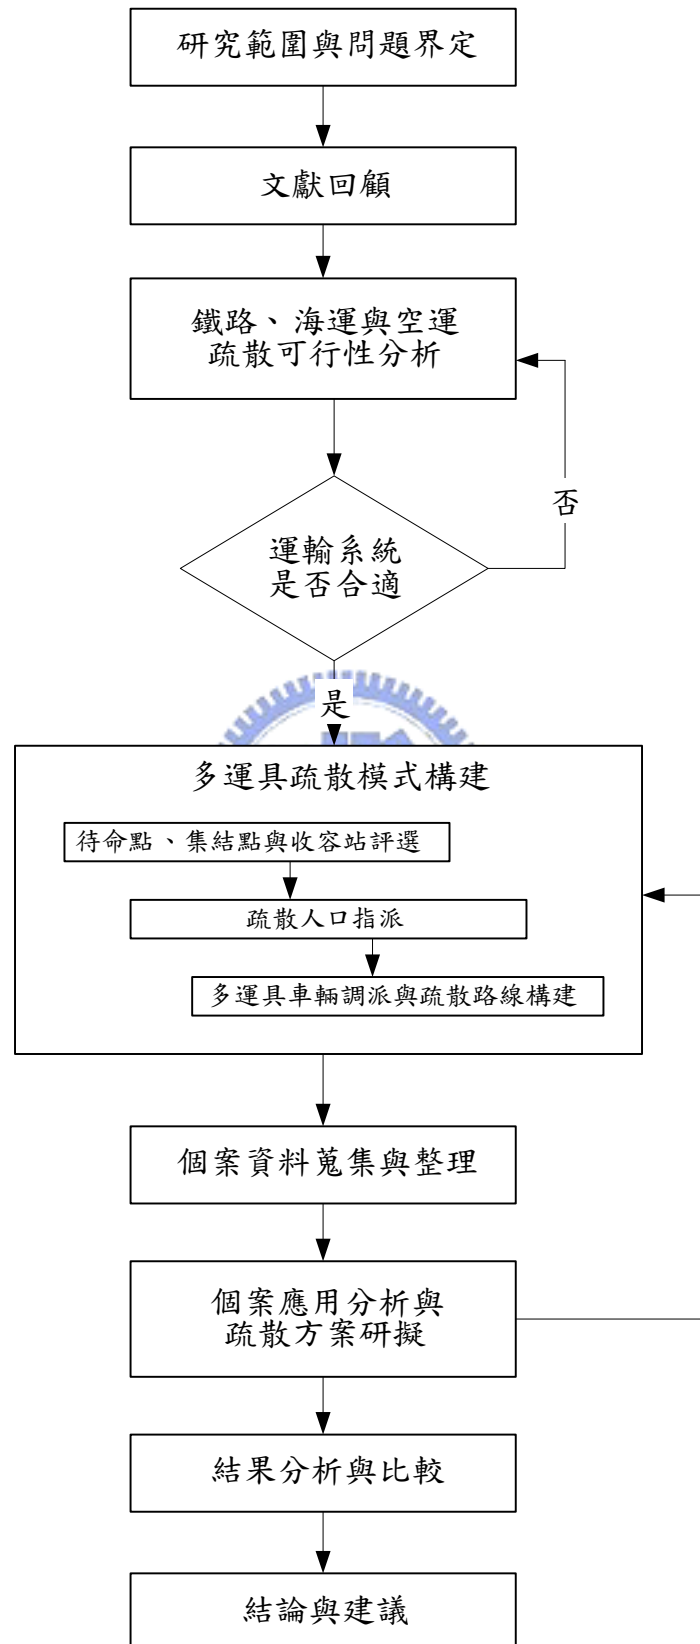 研究範圍與問題界定
文獻回顧
鐵路、海運與空運
疏散可行性分析
否
運輸系統
是否合適
是
多運具疏散模式構建
待命點、集結點與收容站評選
疏散人口指派
多運具車輛調派與疏散路線構建
個案資料蒐集與整理
個案應用分析與
疏散方案研擬
結果分析與比較
結論與建議